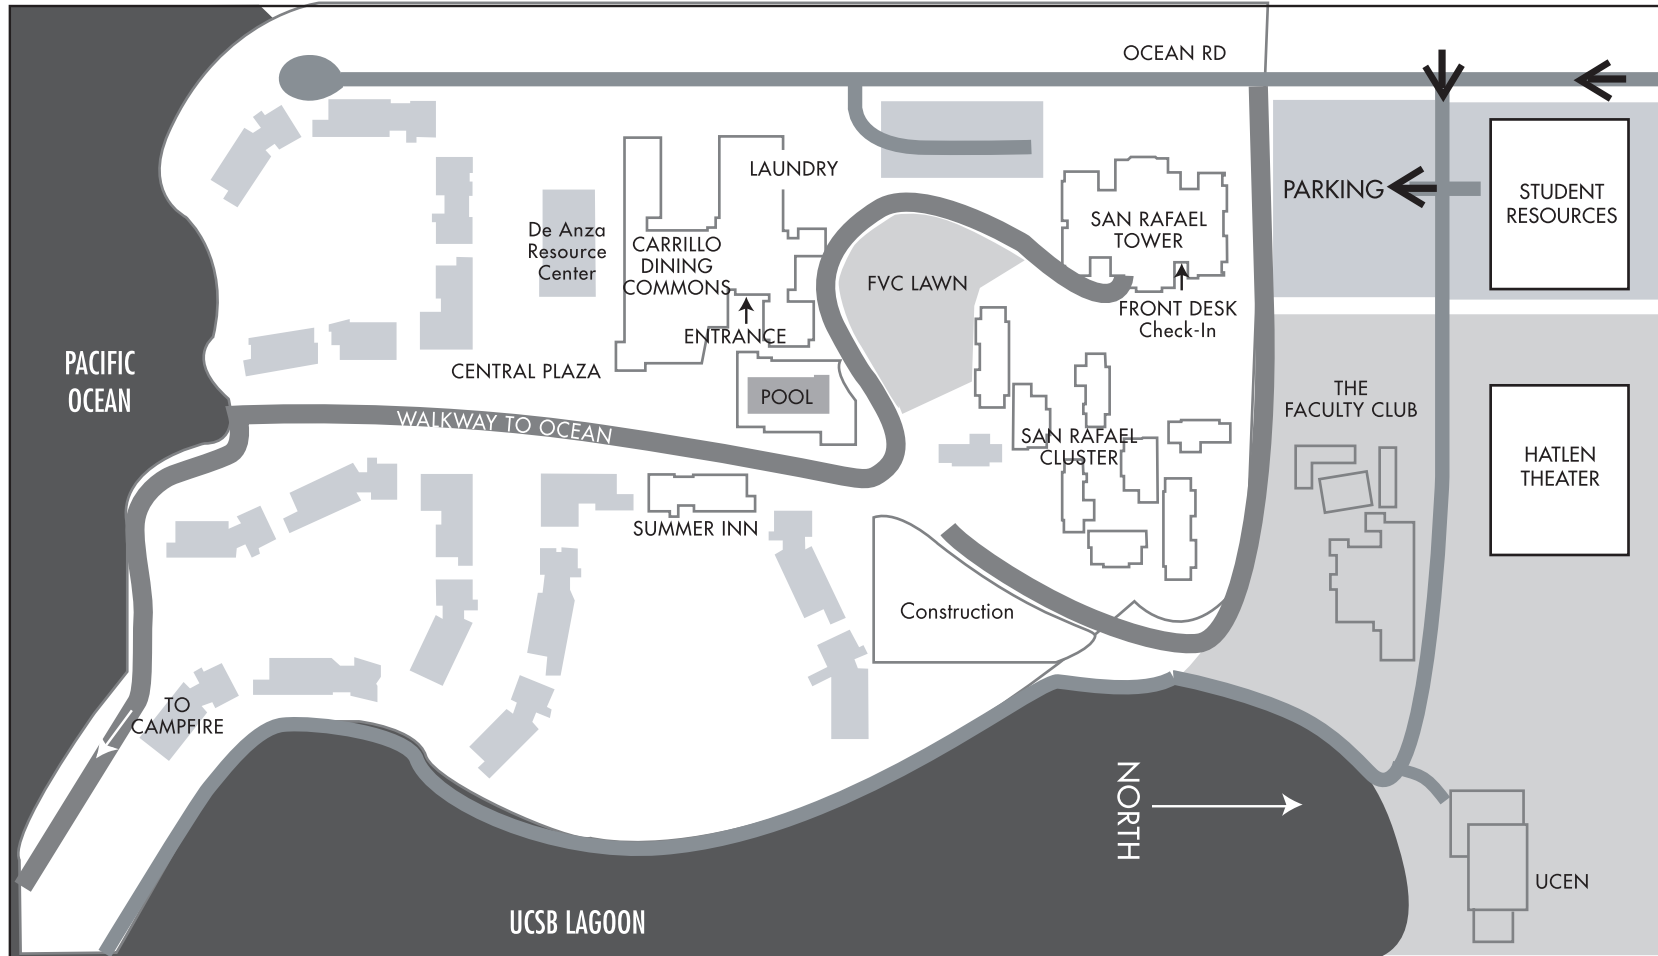 OCEAN RD
LAUNDRY
PARKING
STUDENT
RESOURCES
SAN RAFAEL
TOWER
De Anza
Resource
Center
CARRILLO
DINING
COMMONS
FVC LAWN
FRONT DESK
Check-In
ENTRANCE
PACIFIC
OCEAN
CENTRAL PLAZA
POOL
THE
FACULTY CLUB
WALKWAY TO OCEAN
SAN RAFAEL
CLUSTER
HATLEN
THEATER
SUMMER INN
Construction
TO
CAMPFIRE
NORTH
UCEN
UCSB LAGOON